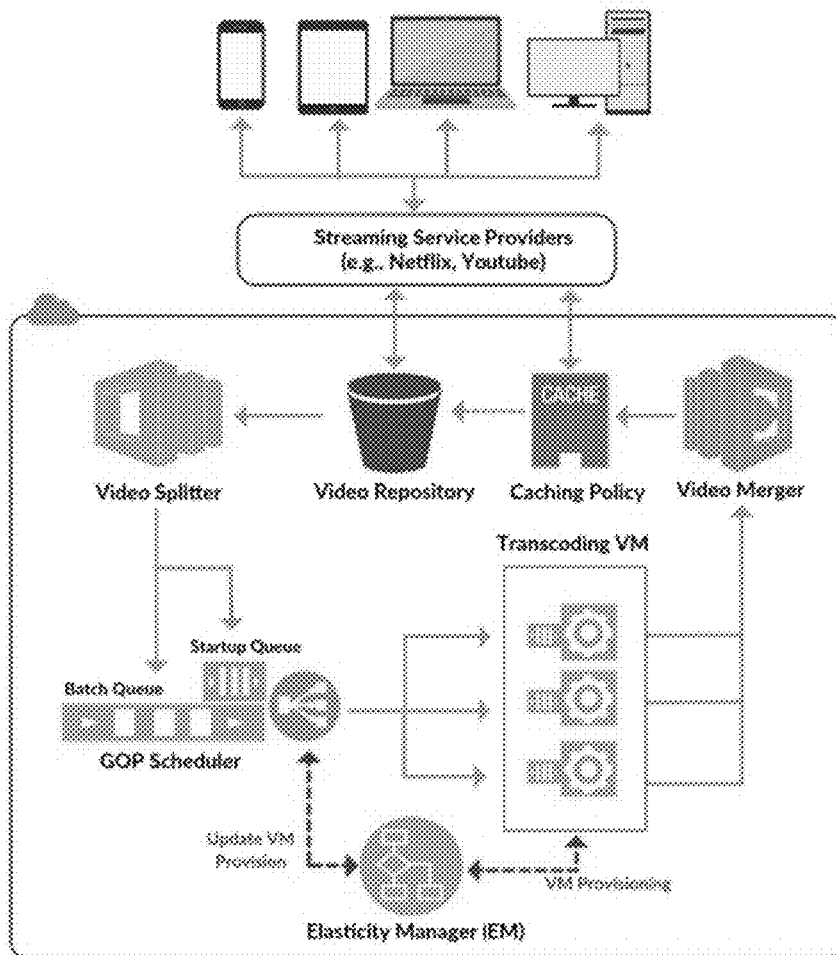 Streaming Service Providers
(e.g., Netflix, Youtube)
CACHE
Video Splitter
Video Repository
Caching Policy
Video Merger
Transcoding VM
Startup Queue
Batch Queue
GOP Scheduler
Update VM
Provision
VM Provisioning
Elasticity Manager (EM)